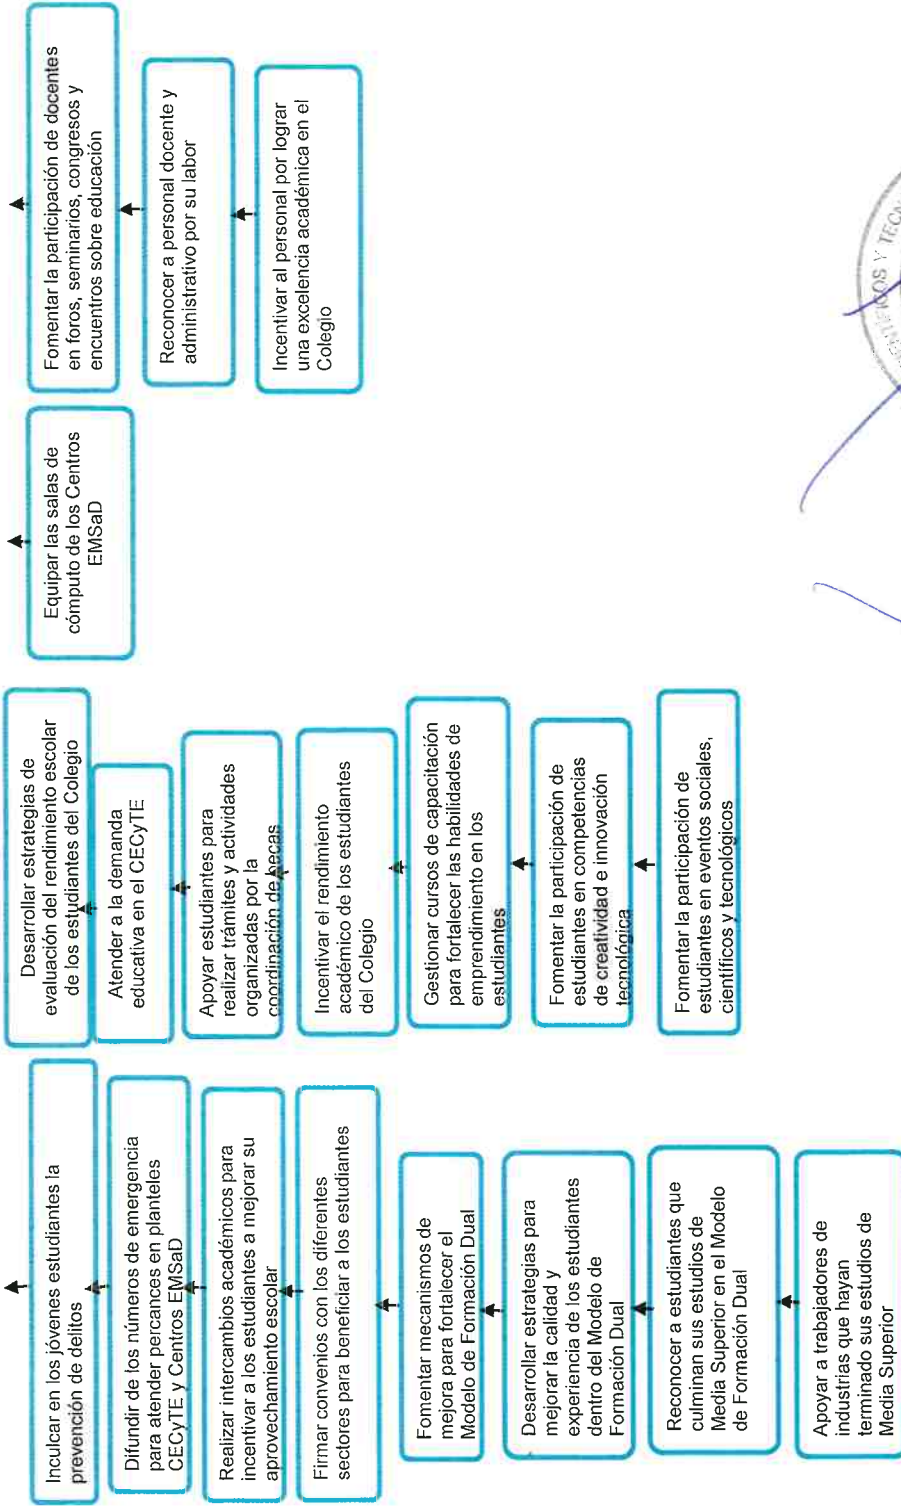 Inculcar en los jóvenes estudiantes la
prevención de delitos
Difundir de los números de emergencia
para atender percances en planteles
CECyTE y Centros EMSaD
Realizar intercambios académicos para
incentivar a los estudiantes a mejorar su
aprovechamiento escolar
Firmar convenios con los diferentes
sectores para beneficiar a los estudiantes
Fomentar mecanismos de
mejora para fortalecer el
Modelo de Formación Dual
Desarrollar estrategias para
mejorar la calidad y
experiencia de los estudiantes
dentro del Modelo de
Formación Dual
Reconocer a estudiantes que
culminan sus estudios de
Media Superior en el Modelo
de Formación Dual
Apoyar a trabajadores de
industrias que hayan
terminado sus estudios de
Media Superior
Desarrollar estrategias de
evaluación del rendimiento escolar
de los estudiantes del Colegio
Atender a la demanda
educativa en el CECyTE
Apoyar estudiantes para
realizar trámites y actividades
organizadas por la
coordinación de becas
Incentivar el rendimiento
académico de los estudiantes
del Colegio
Gestionar cursos de capacitación
para fortalecer las habilidades de
emprendimiento en los
estudiantes
Fomentar la participación de
estudiantes en competencias
de creatividad e innovación
tecnológica
Fomentar la participación de
estudiantes en eventos sociales,
científicos y tecnológicos
Equipar las salas de
cómputo de los Centros
EMSaD
Fomentar la participación de docentes
en foros, seminarios, congresos y
encuentros sobre educación
Reconocer a personal docente y
administrativo por su labor
Incentivar al personal por lograr
una excelencia académica en el
Colegio